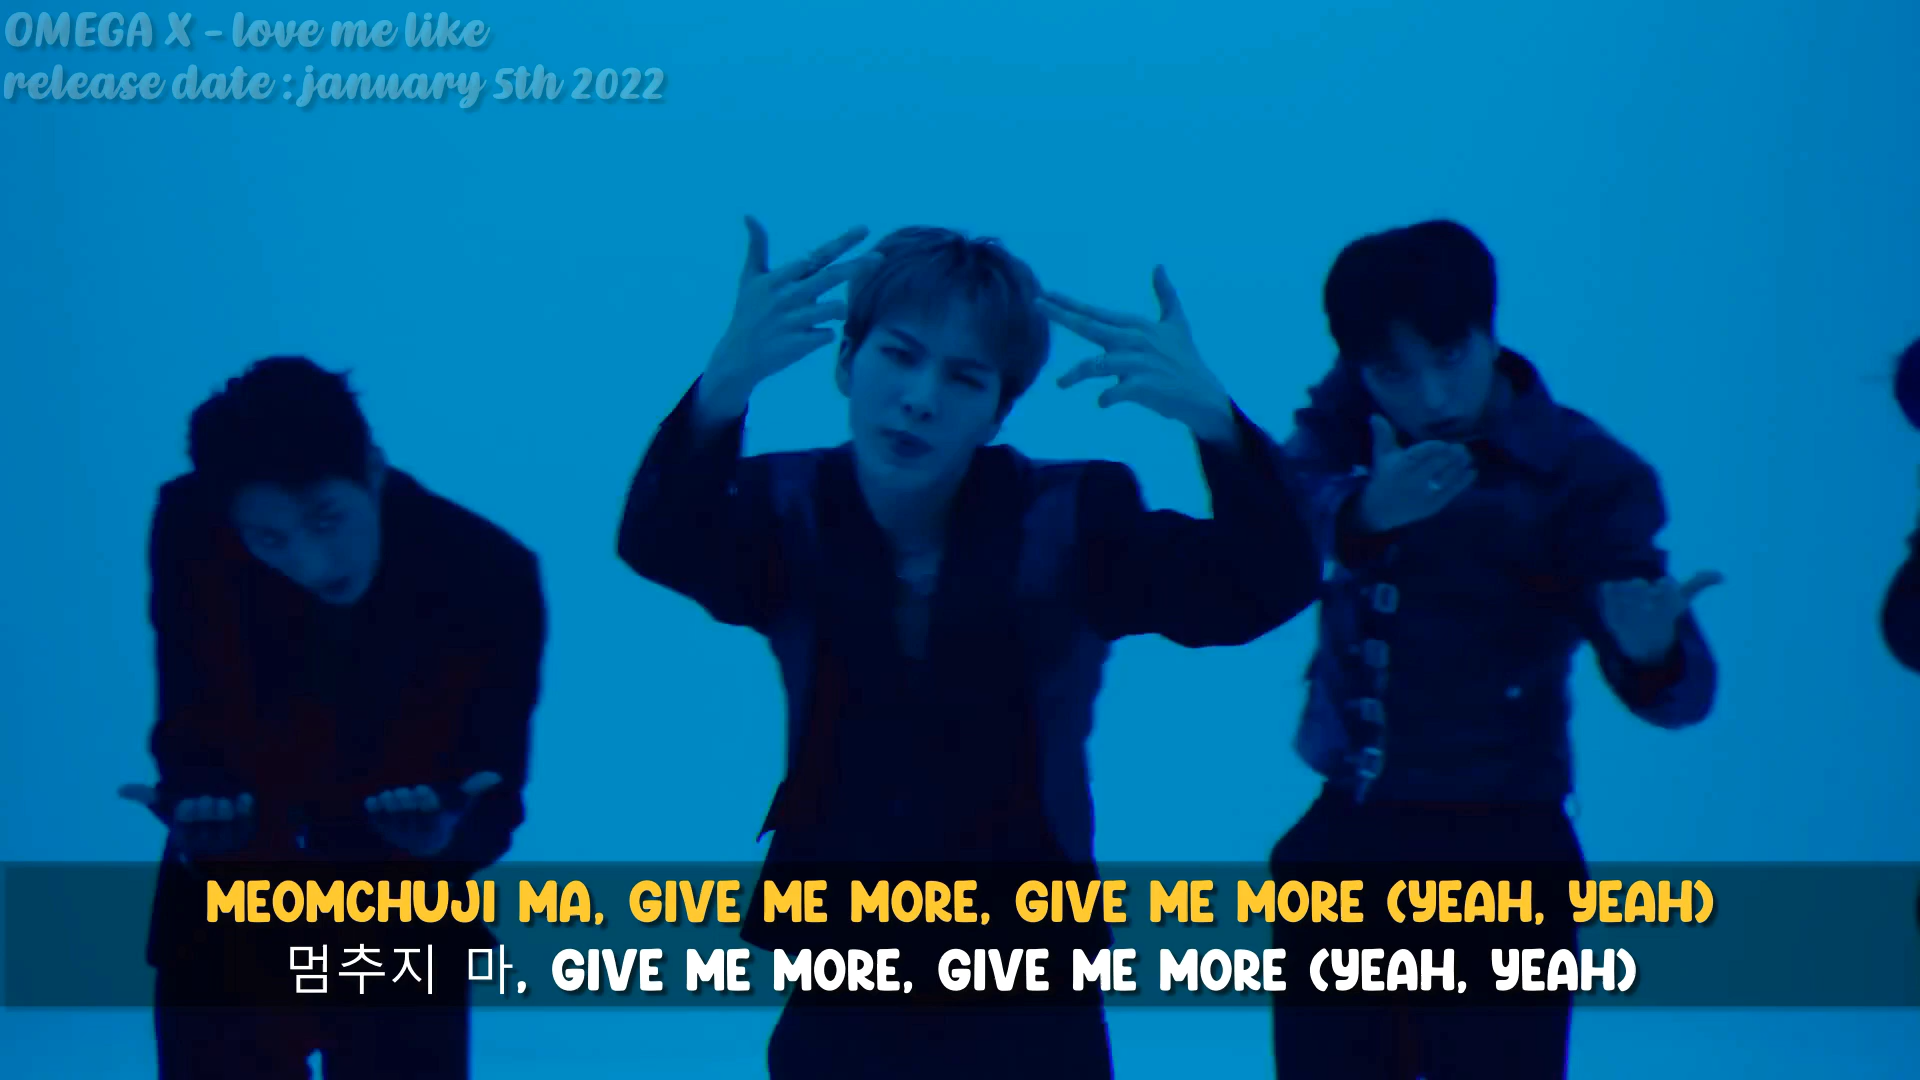 OMEGA X - love me like
release date : january 5th 2022
MEOMCHUJI MA, GIVE ME MORE, GIVE ME MORE (YEAH, YEAH)
멈추지 마, GIVE ME MORE, GIVE ME MORE (YEAH, YEAH)